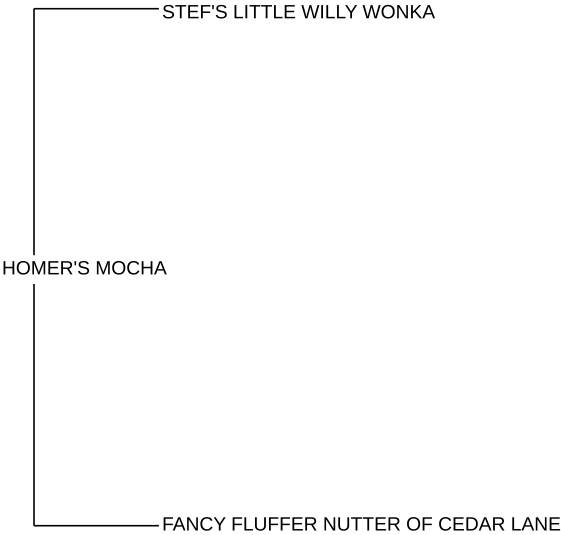 STEF'S LITTLE WILLY WONKA
HOMER'S MOCHA
FANCY FLUFFER NUTTER OF CEDAR LANE